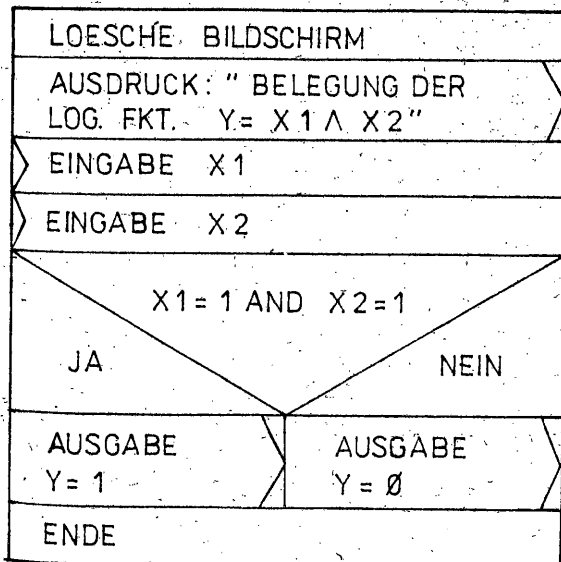 LOESCHE BILDSCHIRM
AUSDRUCK: " BELEGUNG DER
LOG. FKT. Y= X1 ∧ X2"
EINGABE X1
EINGABE X2
X1= 1 AND X2=1
JA
NEIN
AUSGABE
Y= 1
AUSGABE
Y= Ø
ENDE